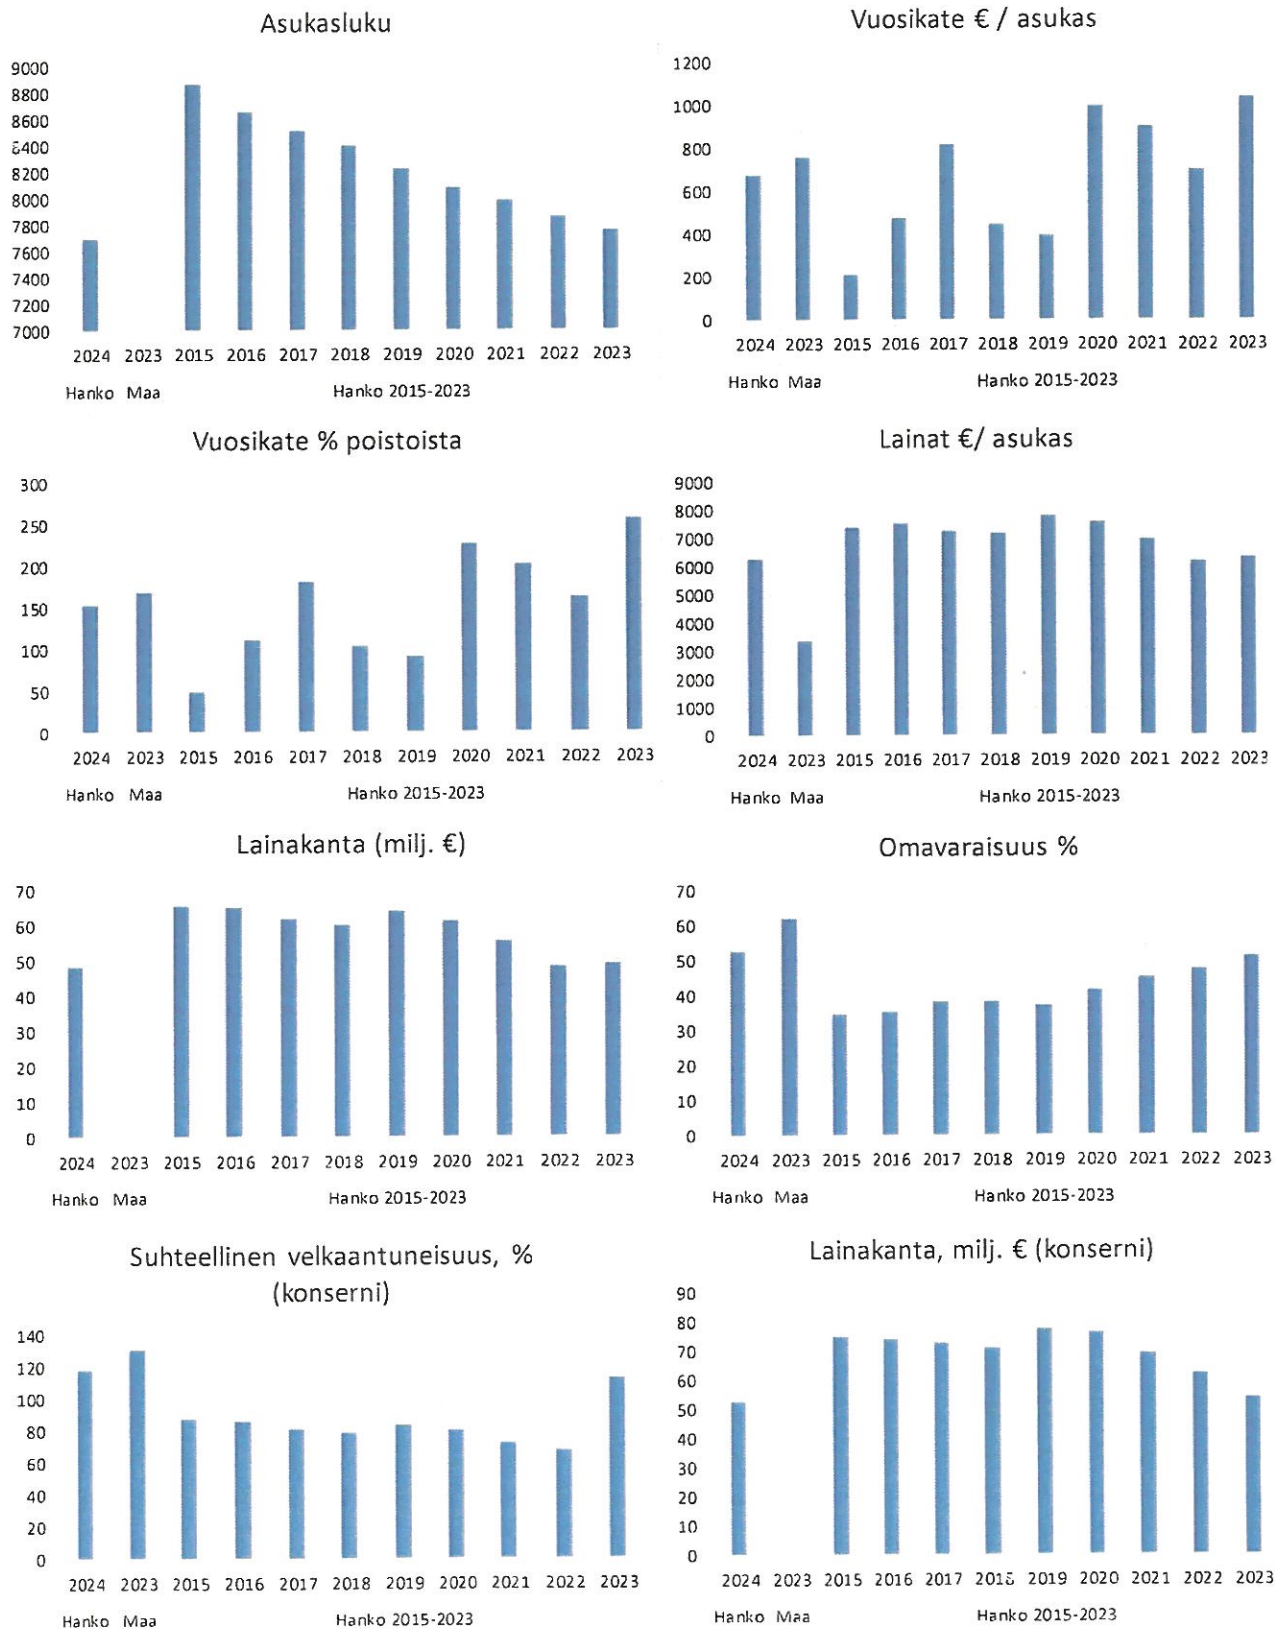 Asukasluku
9000
8800
8600
8400
8200
8000
7800
7600
7400
7200
7000
2024 2023 2015 2016 2017 2018 2019 2020 2021 2022 2023
Hanko Maa Hanko 2015-2023
Vuosikate € / asukas
1200
1000
800
600
400
200
0
2024 2023 2015 2016 2017 2018 2019 2020 2021 2022 2023
Hanko Maa Hanko 2015-2023
Vuosikate % poistoista
300
250
200
150
100
50
0
2024 2023 2015 2016 2017 2018 2019 2020 2021 2022 2023
Hanko Maa Hanko 2015-2023
Lainat €/ asukas
9000
8000
7000
6000
5000
4000
3000
2000
1000
0
2024 2023 2015 2016 2017 2018 2019 2020 2021 2022 2023
Hanko Maa Hanko 2015-2023
Lainakanta (milj. €)
70
60
50
40
30
20
10
0
2024 2023 2015 2016 2017 2018 2019 2020 2021 2022 2023
Hanko Maa Hanko 2015-2023
Omavaraisuus %
70
60
50
40
30
20
10
0
2024 2023 2015 2016 2017 2018 2019 2020 2021 2022 2023
Hanko Maa Hanko 2015-2023
Suhteellinen velkaantuneisuus, %
(konserni)
140
120
100
80
60
40
20
0
2024 2023 2015 2016 2017 2018 2019 2020 2021 2022 2023
Hanko Maa Hanko 2015-2023
Lainakanta, milj. € (konserni)
90
80
70
60
50
40
30
20
10
0
2024 2023 2015 2016 2017 2018 2019 2020 2021 2022 2023
Hanko Maa Hanko 2015-2023